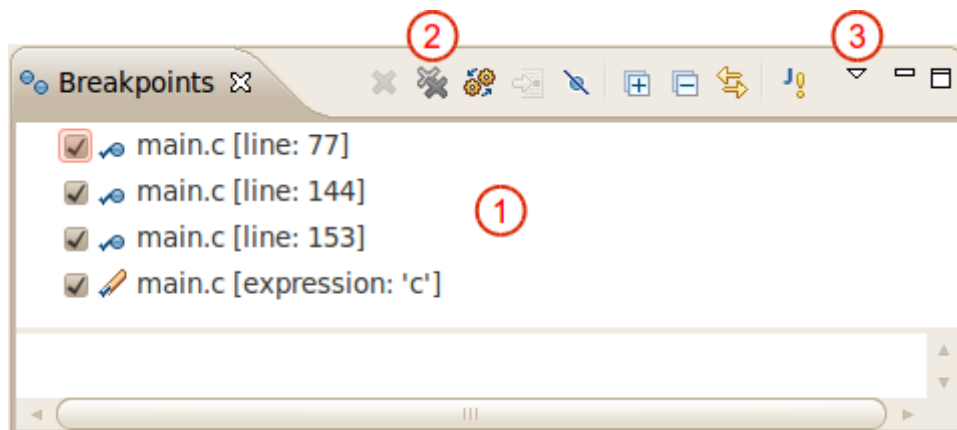 2
3
Breakpoints
J
main.c [line: 77]
main.c [line: 144]
1
main.c [line: 153]
main.c [expression: 'c']